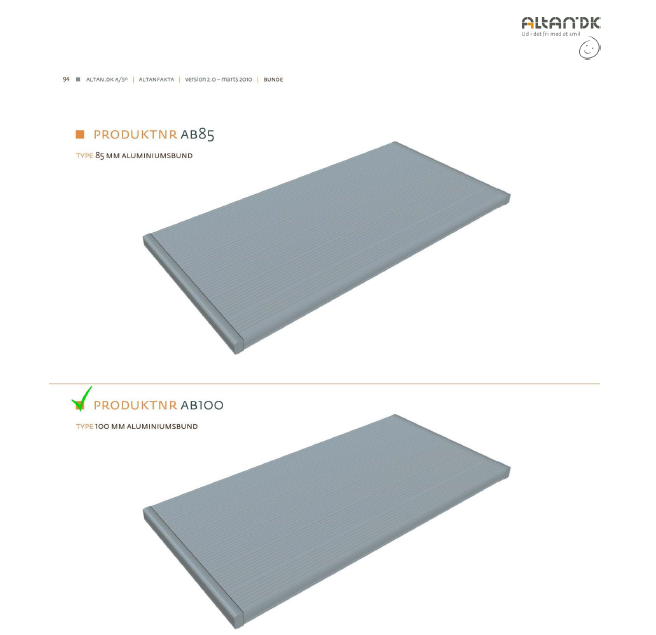 ALTAN.DK
Ud i det fri med et smil
94 ALTAN.DK A/S® | ALTANFAKTA | version 2.0 – marts 2010 | BUNDE
PRODUKTNR AB85
TYPE 85 MM ALUMINIUMSBUND
PRODUKTNR AB100
TYPE 100 MM ALUMINIUMSBUND